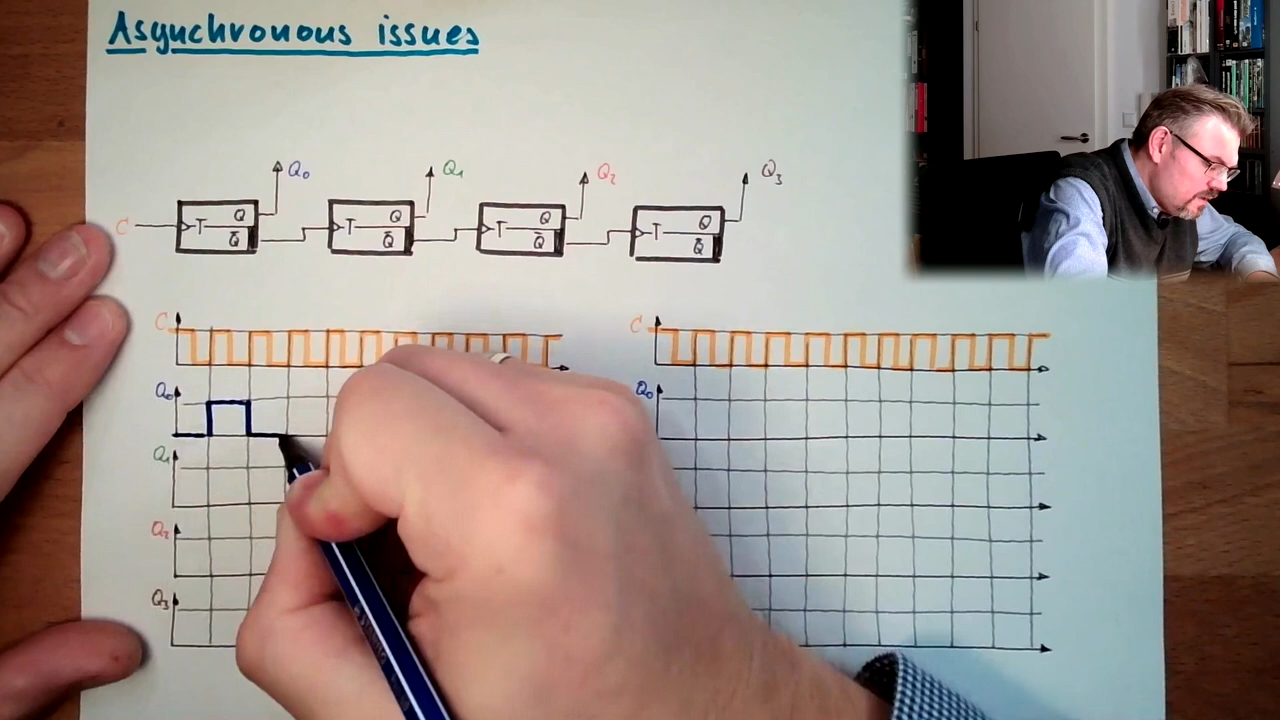 Asynchronous issues
Q₀ Q₁ Q₂ Q₃
C T Q Q̅ T Q Q̅ T Q Q̅ T Q Q̅
C C
Q₀ Q₀
Q₁
Q₂
Q₃